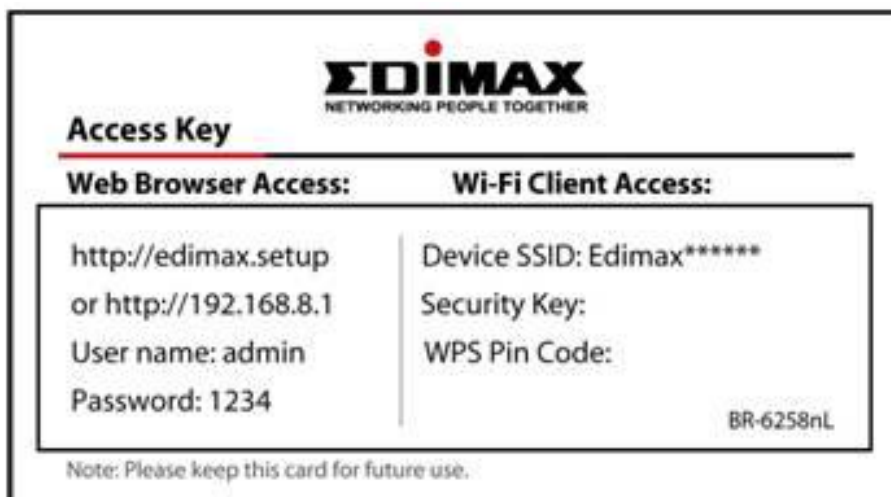 EDiMAX
NETWORKING PEOPLE TOGETHER
Access Key
Web Browser Access:
Wi-Fi Client Access:
http://edimax.setup
or http://192.168.8.1
User name: admin
Password: 1234
Device SSID: Edimax******
Security Key:
WPS Pin Code:
BR-6258nL
Note: Please keep this card for future use.